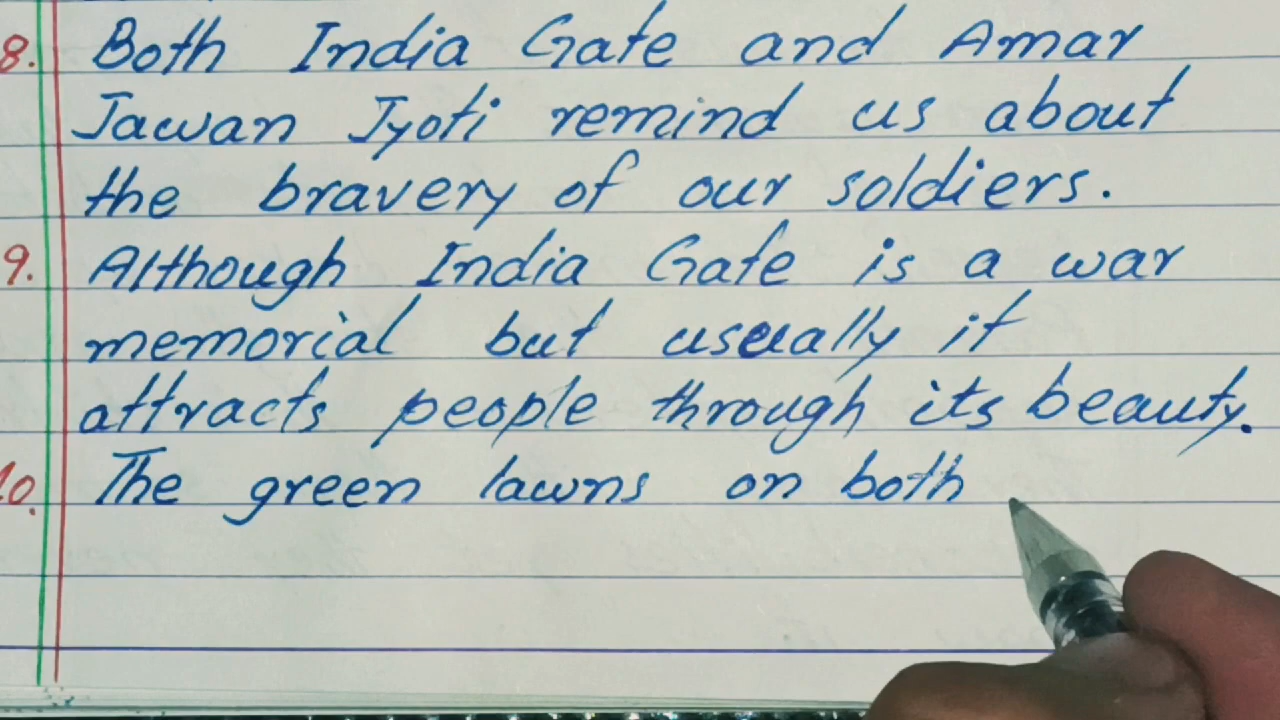 8. Both India Gate and Amar
Jawan Jyoti remind us about
the bravery of our soldiers.
9. Although India Gate is a war
memorial but usually it
attracts people through its beauty.
10. The green lawns on both